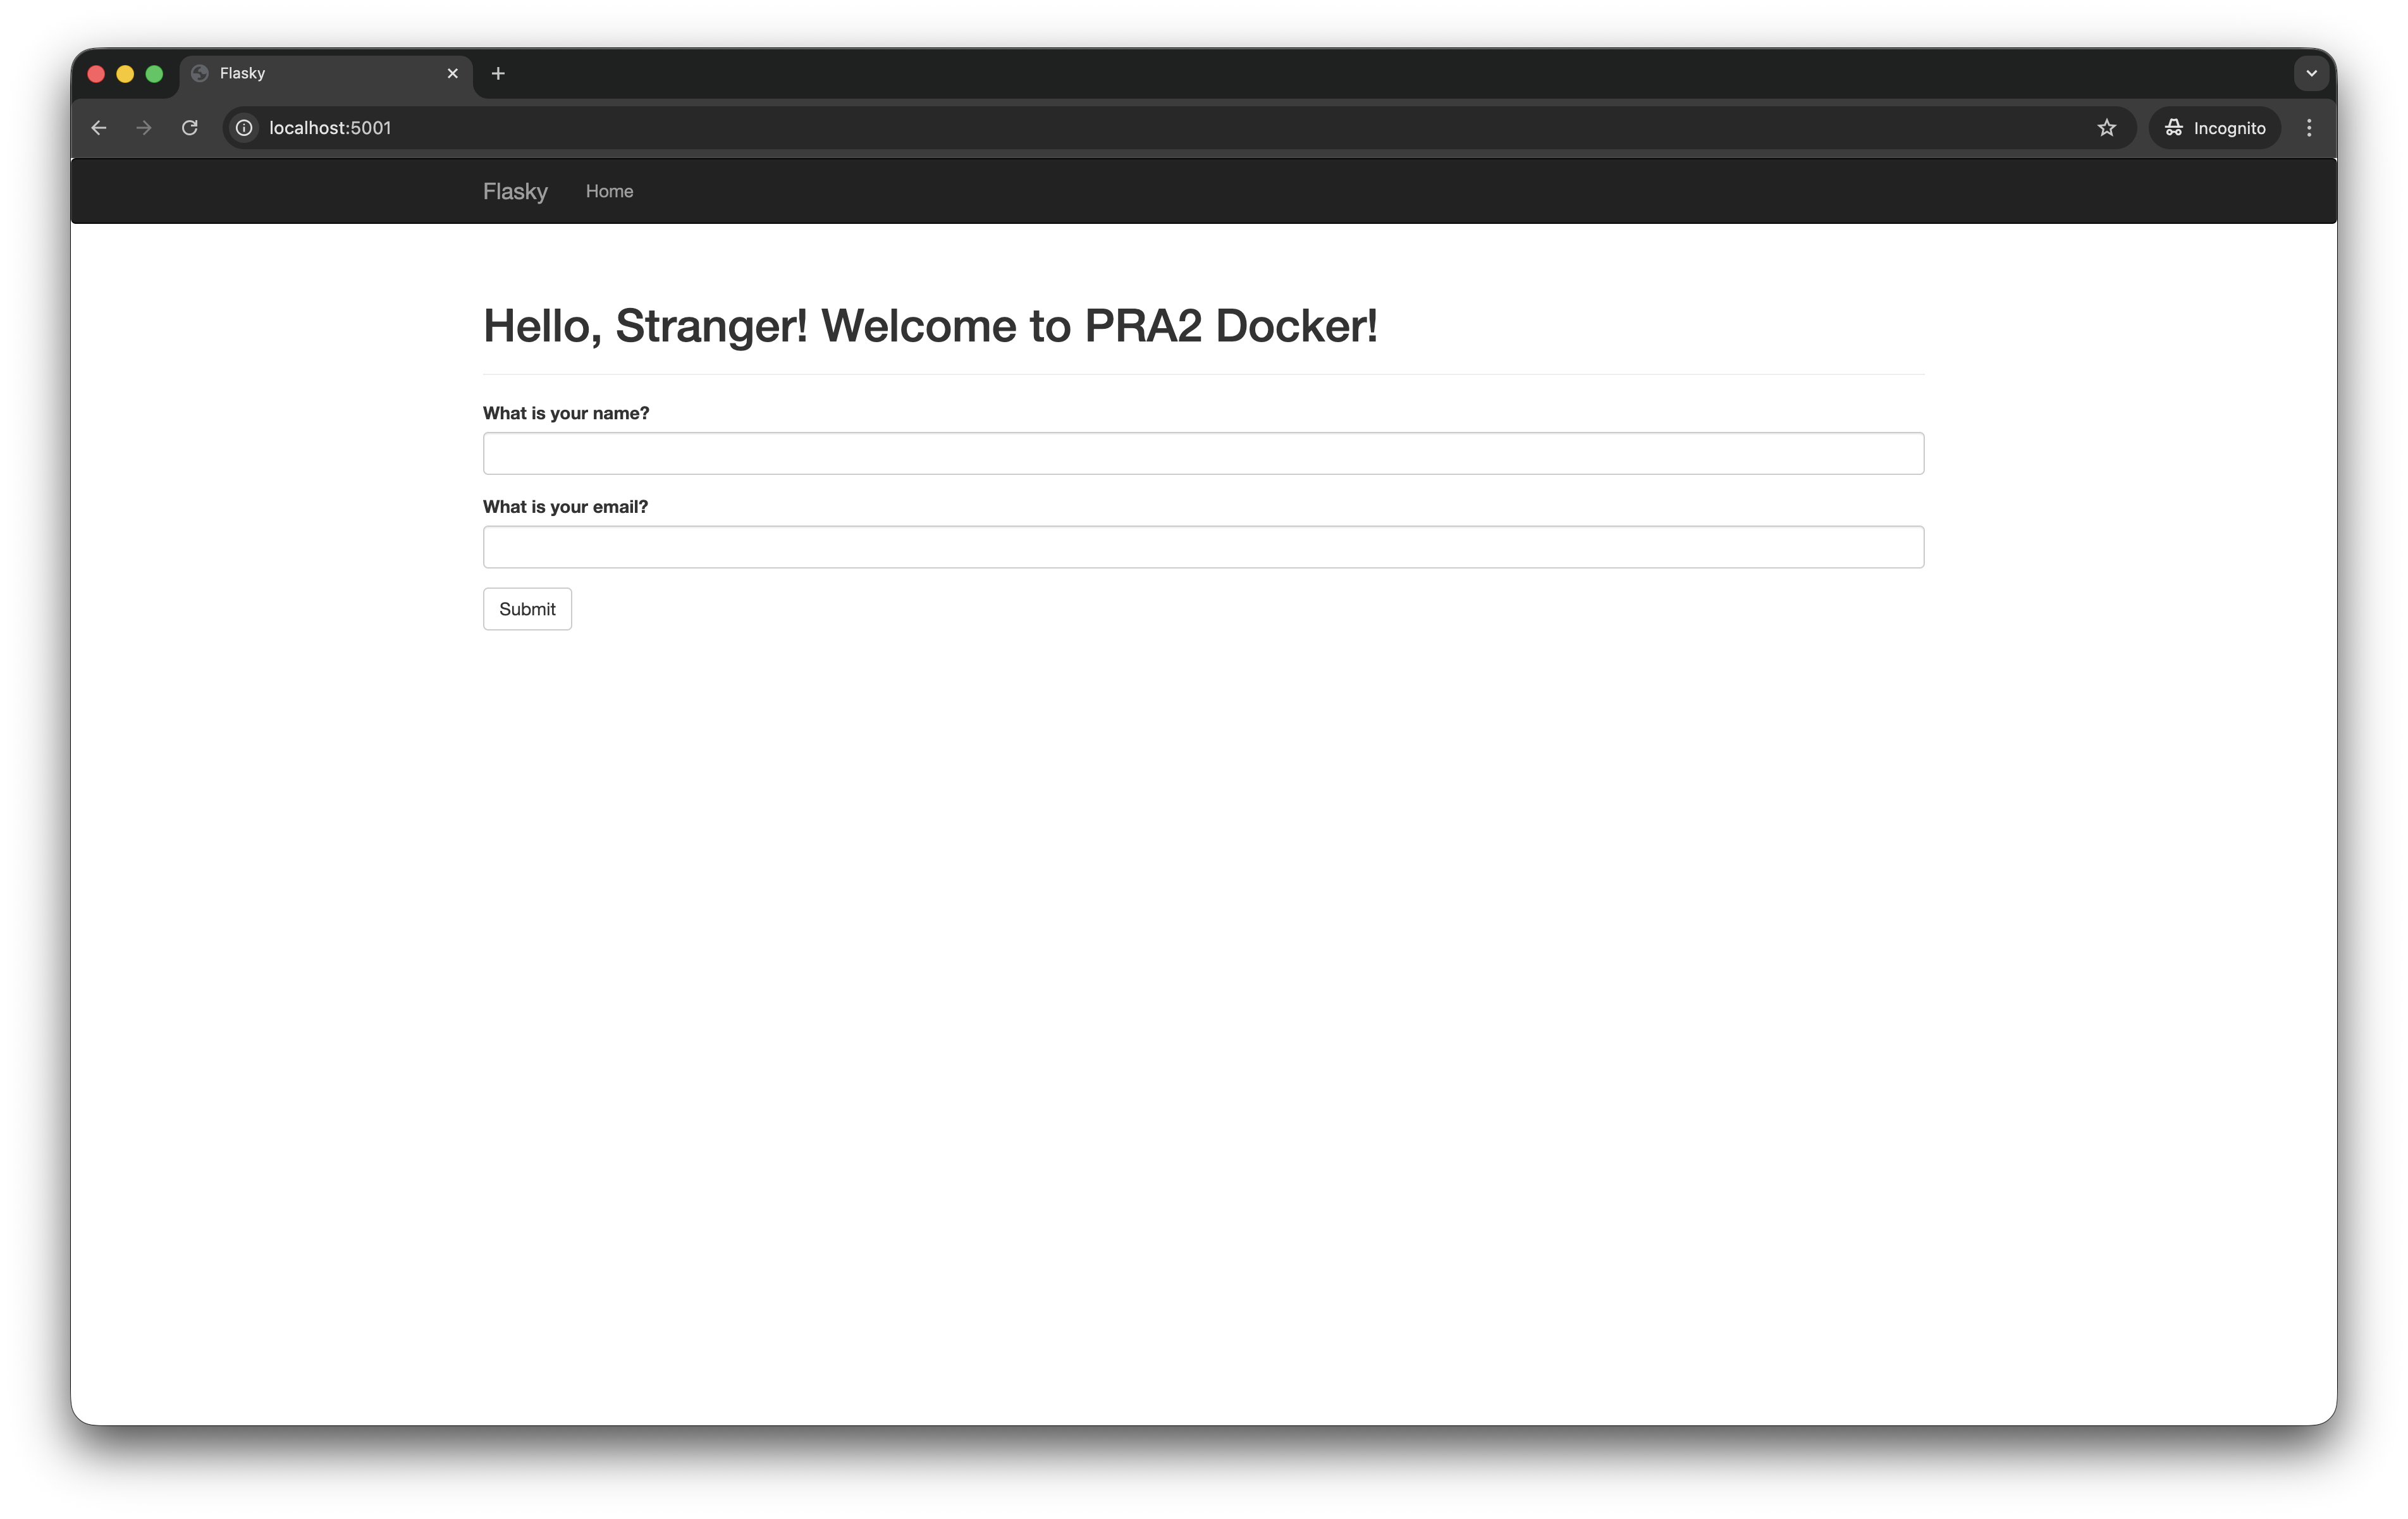 Flasky
localhost:5001
Incognito
Flasky Home
Hello, Stranger! Welcome to PRA2 Docker!
What is your name?
What is your email?
Submit